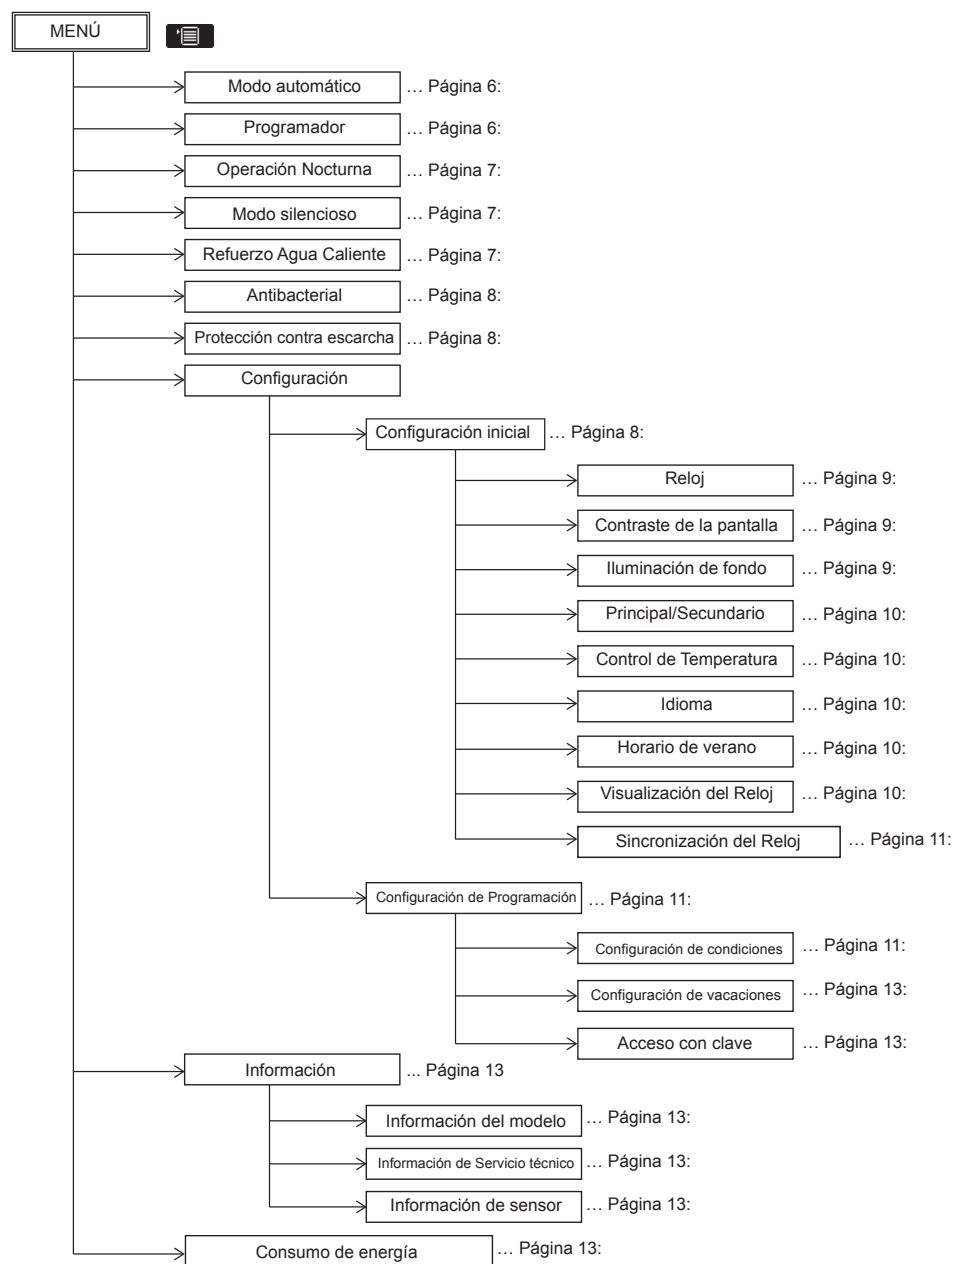 MENÚ
Modo automático … Página 6:
Programador … Página 6:
Operación Nocturna … Página 7:
Modo silencioso … Página 7:
Refuerzo Agua Caliente … Página 7:
Antibacterial … Página 8:
Protección contra escarcha … Página 8:
Configuración
Configuración inicial … Página 8:
Reloj … Página 9:
Contraste de la pantalla … Página 9:
Iluminación de fondo … Página 9:
Principal/Secundario … Página 10:
Control de Temperatura … Página 10:
Idioma … Página 10:
Horario de verano … Página 10:
Visualización del Reloj … Página 10:
Sincronización del Reloj … Página 11:
Configuración de Programación … Página 11:
Configuración de condiciones … Página 11:
Configuración de vacaciones … Página 13:
Acceso con clave … Página 13:
Información ... Página 13
Información del modelo … Página 13:
Información de Servicio técnico … Página 13:
Información de sensor … Página 13:
Consumo de energía … Página 13: